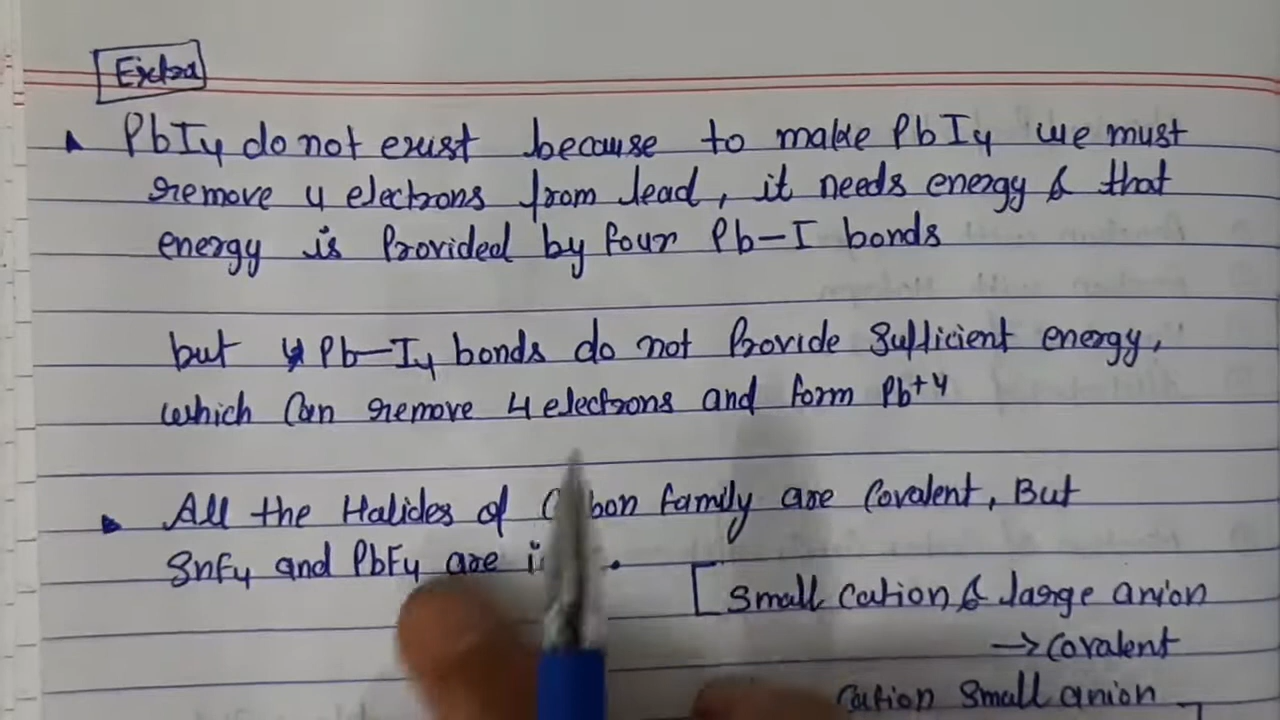 Extra
PbI4 do not exist because to make PbI4 we must
remove 4 electrons from lead, it needs energy & that
energy is Provided by four Pb-I bonds
but 4 Pb-I4 bonds do not Provide Sufficient energy,
which Can remove 4 electrons and form Pb+4
All the Halides of family are Covalent, But
SnF4 and PbF4 are
[Small Cation & large anion
→ Covalent
Cation Small anion